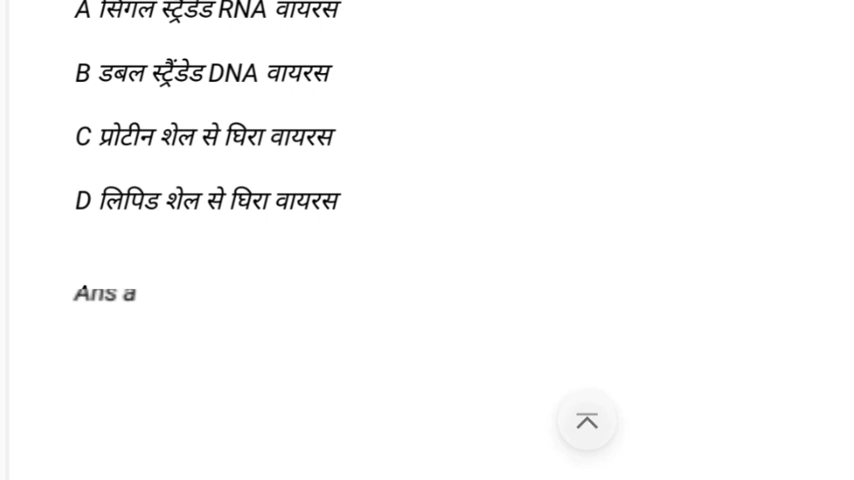 A सिंगल स्ट्रैंडेड RNA वायरस
B डबल स्ट्रैंडेड DNA वायरस
C प्रोटीन शेल से घिरा वायरस
D लिपिड शेल से घिरा वायरस
Ans a